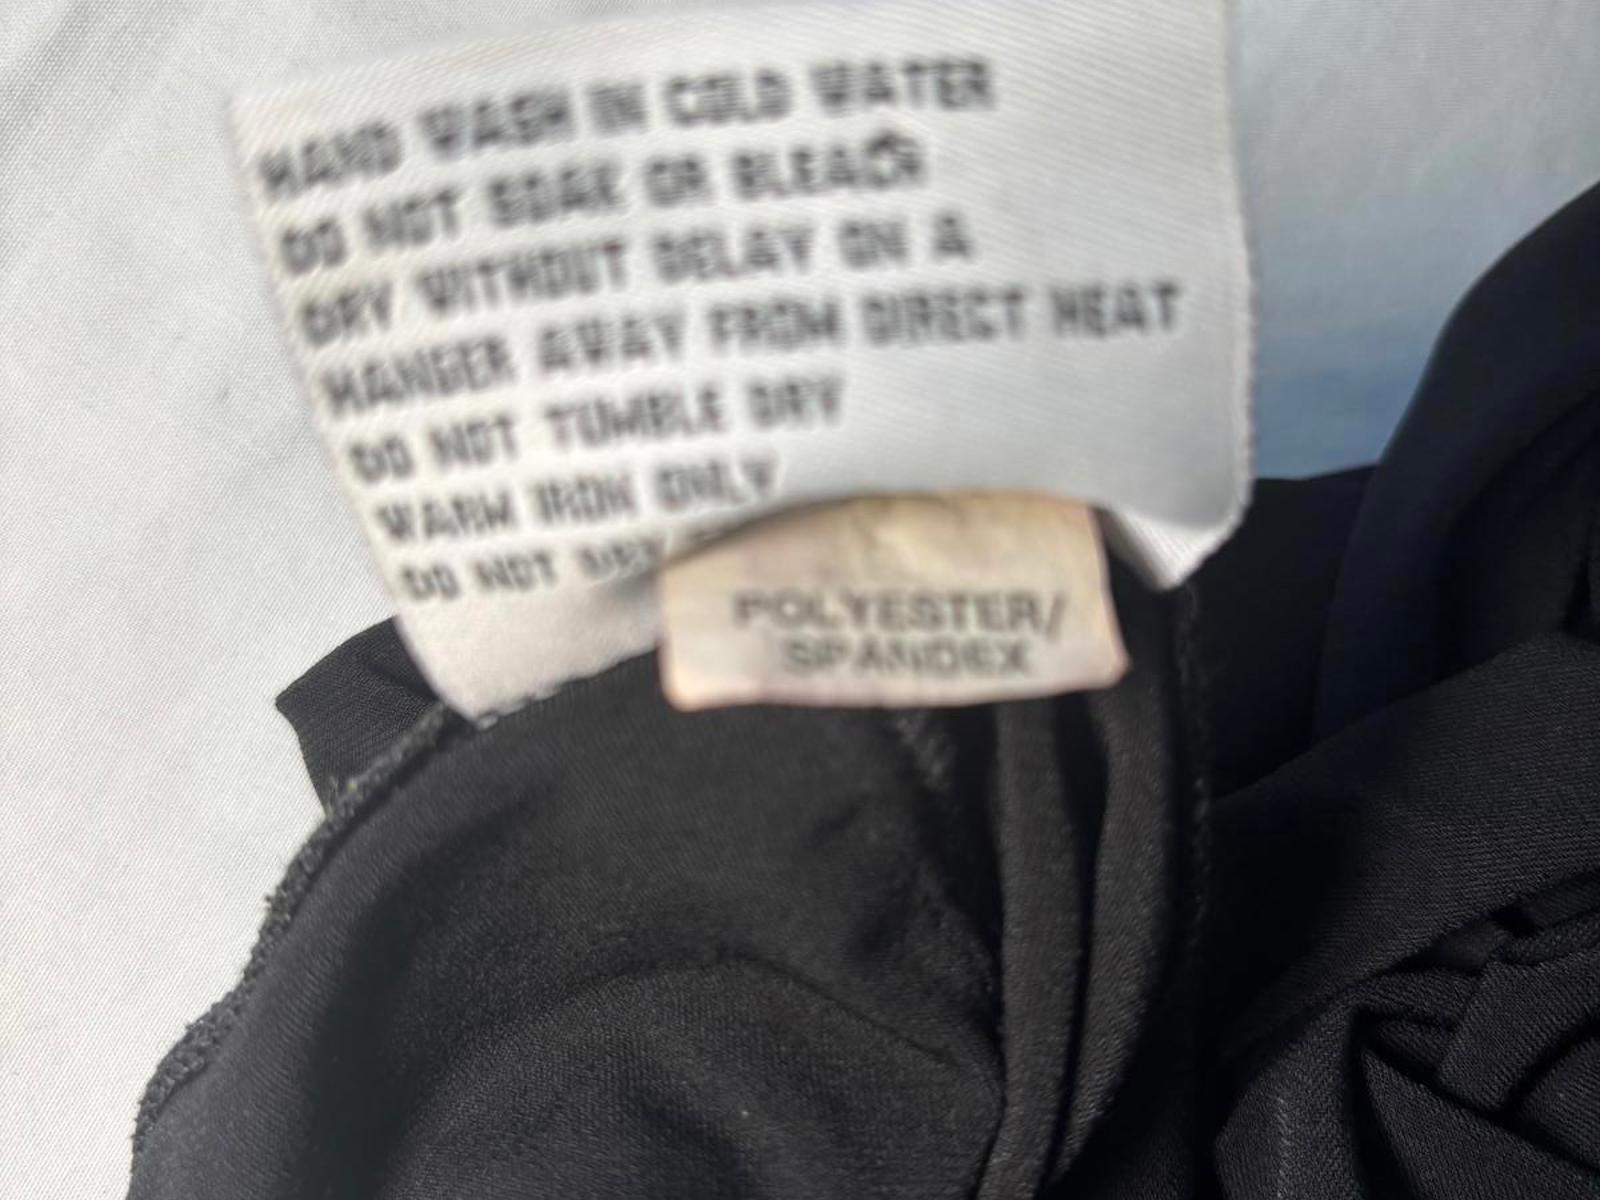 HAND WASH IN COLD WATER
DO NOT SOAK OR BLEACH
DRY WITHOUT DELAY ON A
HANGER AWAY FROM DIRECT HEAT
DO NOT TUMBLE DRY
WARM IRON ONLY
DO NOT DRY
POLYESTER/
SPANDEX